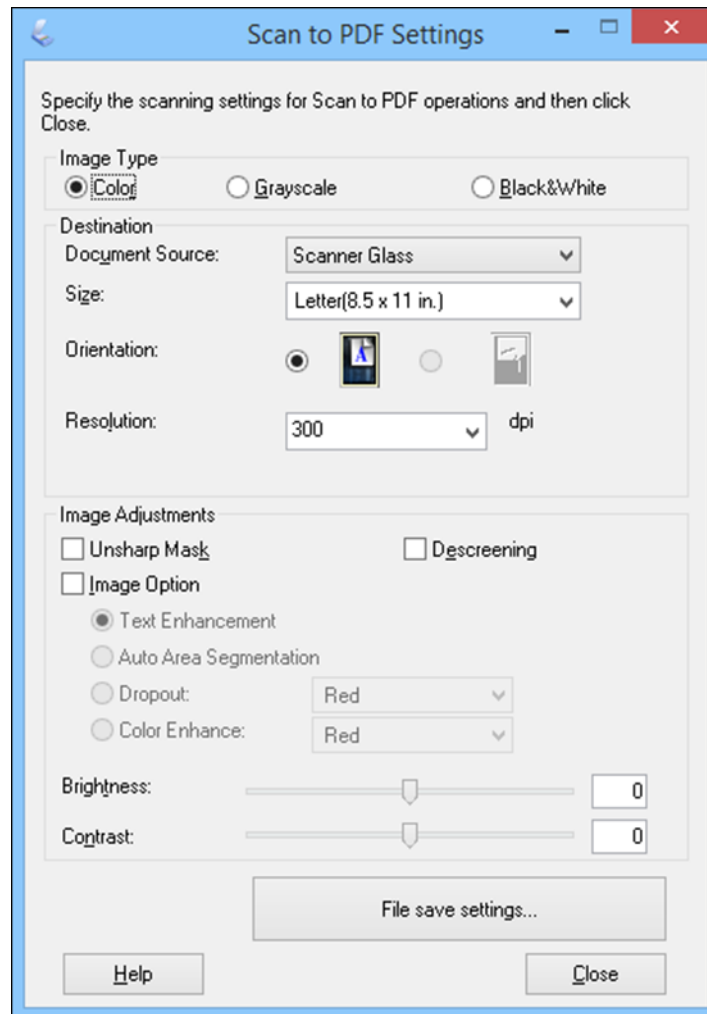 Scan to PDF Settings
Specify the scanning settings for Scan to PDF operations and then click
Close.
Image Type
Color Grayscale Black&White
Destination
Document Source: Scanner Glass
Size: Letter(8.5 x 11 in.)
Orientation: A
Resolution: 300 dpi
Image Adjustments
Unsharp Mask Descreening
Image Option
Text Enhancement
Auto Area Segmentation
Dropout: Red
Color Enhance: Red
Brightness: 0
Contrast: 0
File save settings...
Help Close